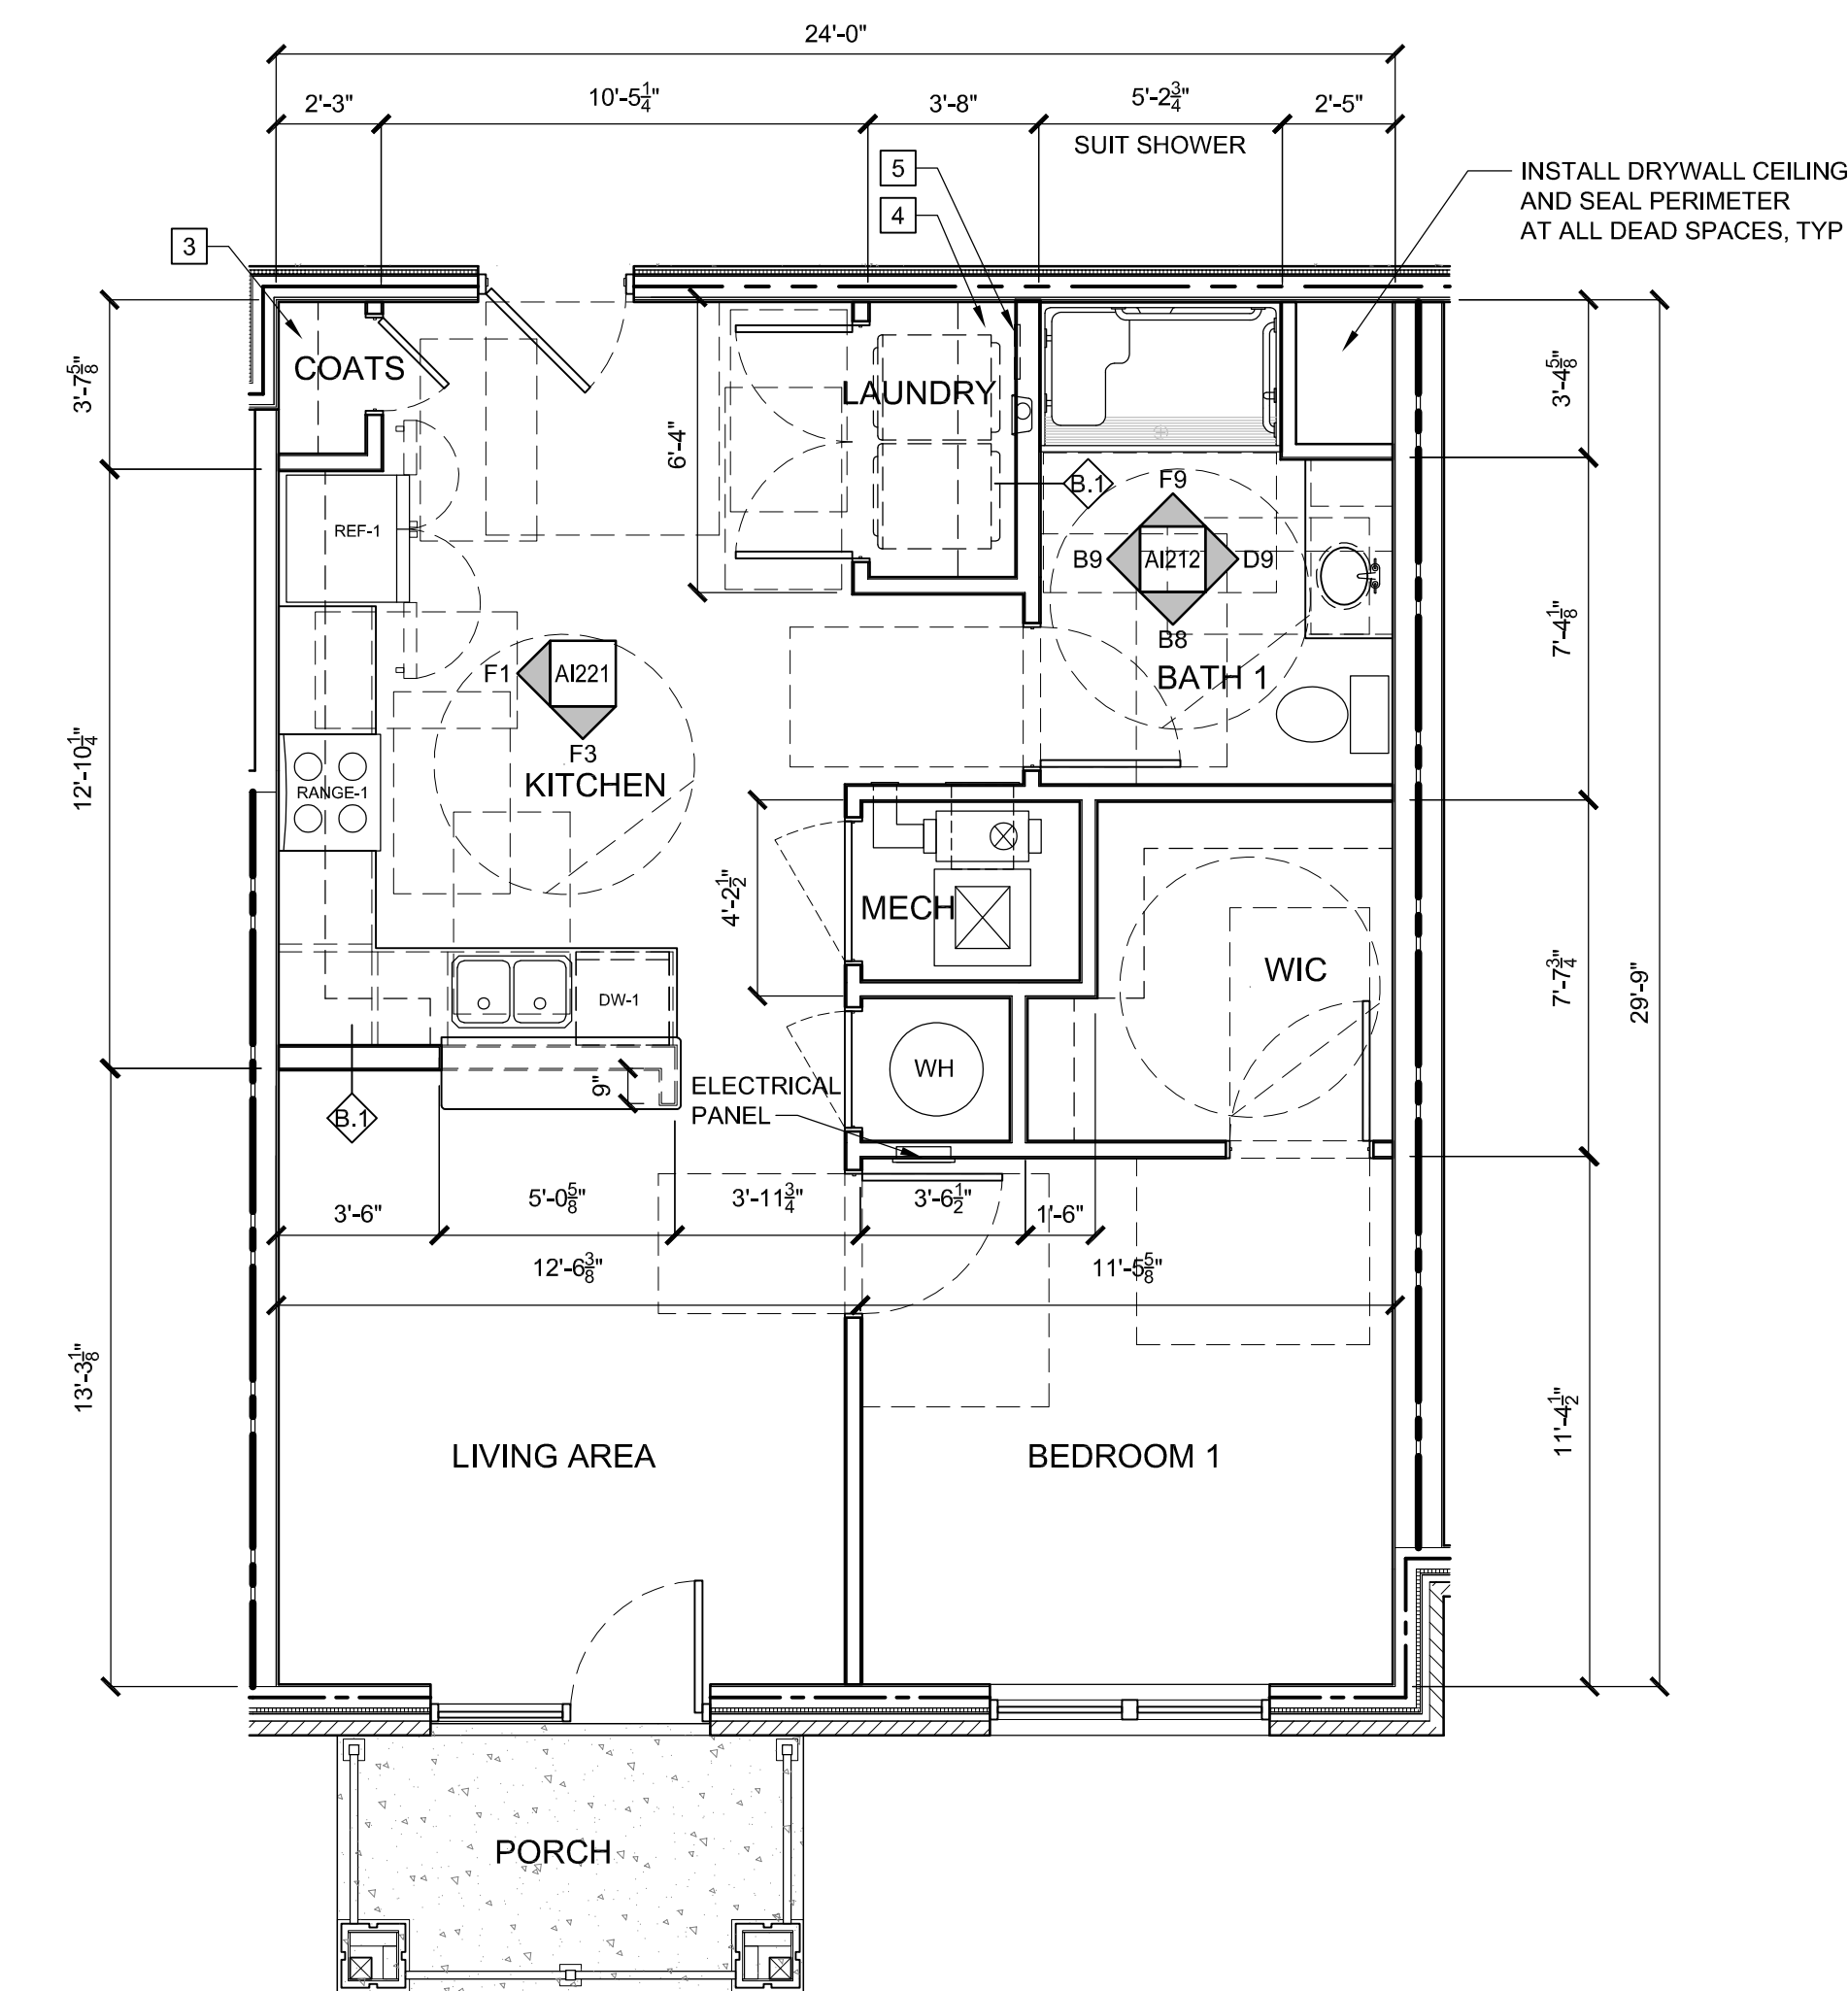 24'-0"
2'-3"
10'-5 1/4"
3'-8"
5'-2 3/4"
2'-5"
SUIT SHOWER
5
4
3
INSTALL DRYWALL CEILING
AND SEAL PERIMETER
AT ALL DEAD SPACES, TYP
COATS
LAUNDRY
3'-7 5/8"
3'-4 5/8"
6'-4"
REF-1
B.1
F9
B9
AI212
D9
B8
BATH 1
F1
AI221
F3
KITCHEN
7'-4 1/8"
12'-10 1/4"
RANGE-1
4'-2 1/2"
MECH
WIC
7'-7 3/4"
29'-9"
DW-1
WH
9"
ELECTRICAL
PANEL
B.1
3'-6"
5'-0 5/8"
3'-11 3/4"
3'-6 1/2"
1'-6"
12'-6 3/8"
11'-5 5/8"
13'-3 1/8"
11'-4 1/2"
LIVING AREA
BEDROOM 1
PORCH